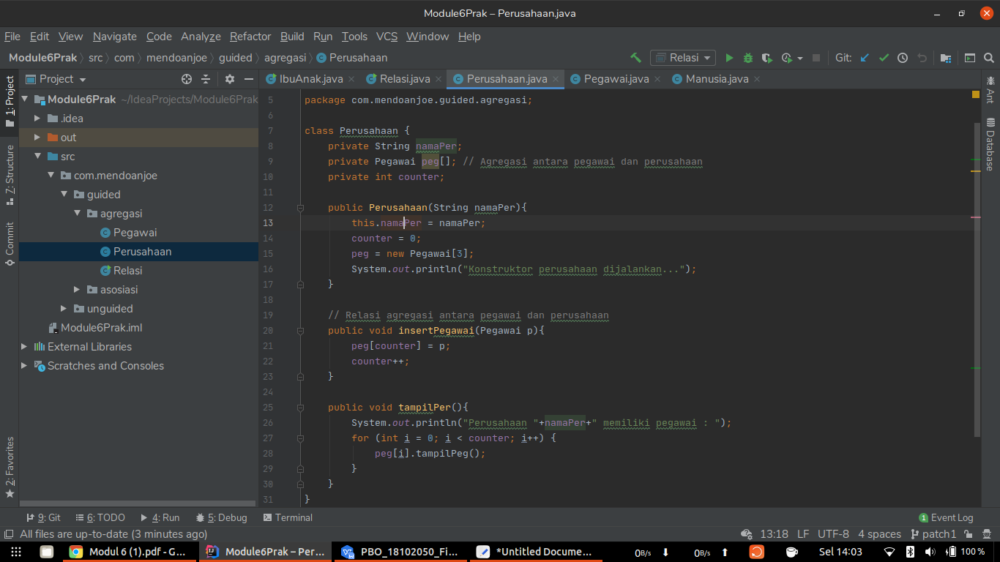 Module6Prak – Perusahaan.java
File Edit View Navigate Code Analyze Refactor Build Run Tools VCS Window Help
Module6Prak src com mendoanjoe guided agregasi Perusahaan Relasi Git:
Project IbuAnak.java Relasi.java Perusahaan.java Pegawai.java Manusia.java
1: Project
Z: Structure
Commit
2: Favorites
Module6Prak ~/IdeaProjects/Module6Prak
.idea
out
src
com.mendoanjoe
guided
agregasi
Pegawai
Perusahaan
Relasi
asosiasi
unguided
Module6Prak.iml
External Libraries
Scratches and Consoles
5 package com.mendoanjoe.guided.agregasi;
6
7 class Perusahaan {
8 private String namaPer;
9 private Pegawai peg[]; // Agregasi antara pegawai dan perusahaan
10 private int counter;
11
12 public Perusahaan(String namaPer){
13 this.namaPer = namaPer;
14 counter = 0;
15 peg = new Pegawai[3];
16 System.out.println("Konstruktor perusahaan dijalankan...");
17 }
18
19 // Relasi agregasi antara pegawai dan perusahaan
20 public void insertPegawai(Pegawai p){
21 peg[counter] = p;
22 counter++;
23 }
24
25 public void tampilPer(){
26 System.out.println("Perusahaan "+namaPer+" memiliki pegawai : ");
27 for (int i = 0; i < counter; i++) {
28 peg[i].tampilPeg();
29 }
30 }
31 }
Ant
Database
9: Git 6: TODO 4: Run 5: Debug Terminal 1 Event Log
All files are up-to-date (3 minutes ago) 13:18 LF UTF-8 4 spaces patch1
Modul 6 (1).pdf - G... Module6Prak – Per... PBO_18102050_Fi... *Untitled Docume... 0B/s 0B/s Sel 14:03 100 %